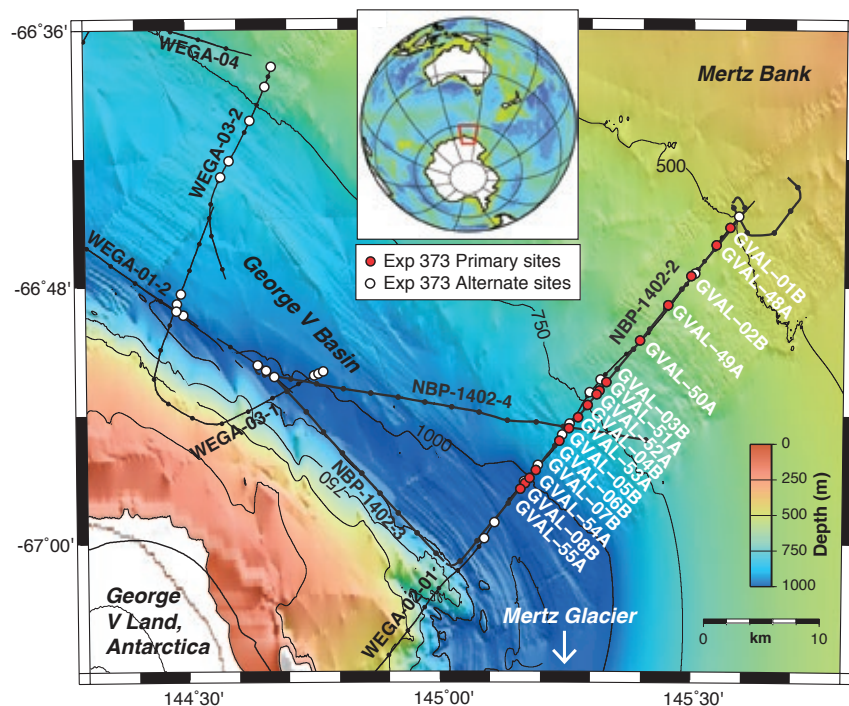 -66°36'
-66°48'
-67°00'
144°30'
145°00'
145°30'
WEGA-04
WEGA-03-2
WEGA-01-2
George V Basin
WEGA-03-1
NBP-1402-4
NBP-1402-3
NBP-1402-2
WEGA-02-01'
Mertz Bank
500
750
1000
750
Exp 373 Primary sites
Exp 373 Alternate sites
GVAL–01B
GVAL–48A
GVAL–02B
GVAL–49A
GVAL–50A
GVAL–03B
GVAL–51A
GVAL–52A
GVAL–04B
GVAL–53A
GVAL–05B
GVAL–06B
GVAL–07B
GVAL–54A
GVAL–08B
GVAL–55A
George
V Land,
Antarctica
Mertz Glacier
0
250
500
750
1000
Depth (m)
0
km
10